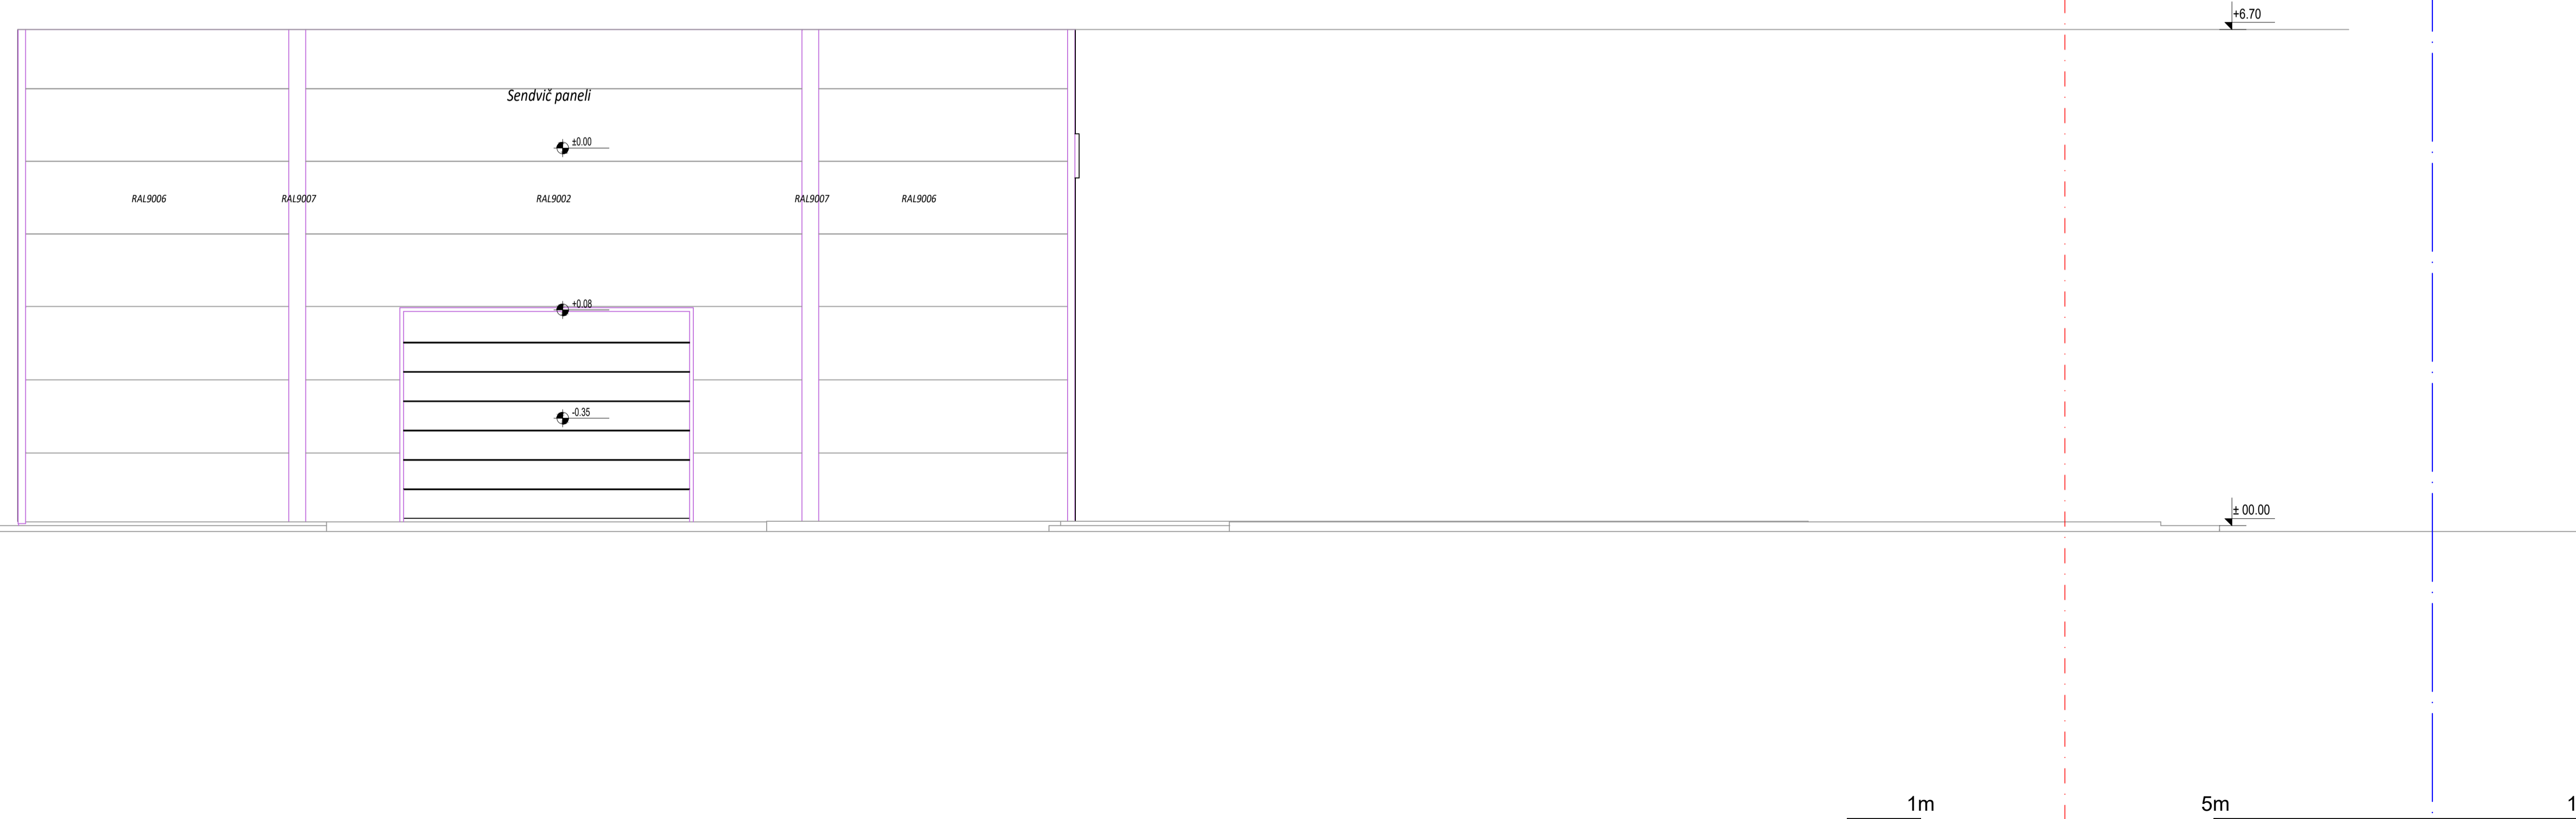 +6.70
Sendvič paneli
±0.00
RAL9006 RAL9007 RAL9002 RAL9007 RAL9006
+0.08
-0.35
± 00.00
1m 5m 1